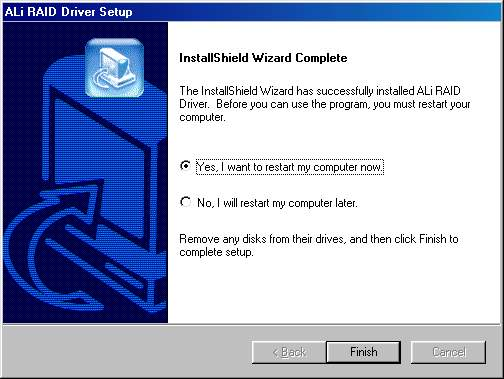 ALi RAID Driver Setup
InstallShield Wizard Complete
The InstallShield Wizard has successfully installed ALi RAID
Driver. Before you can use the program, you must restart your
computer.
Yes, I want to restart my computer now.
No, I will restart my computer later.
Remove any disks from their drives, and then click Finish to
complete setup.
< Back
Finish
Cancel